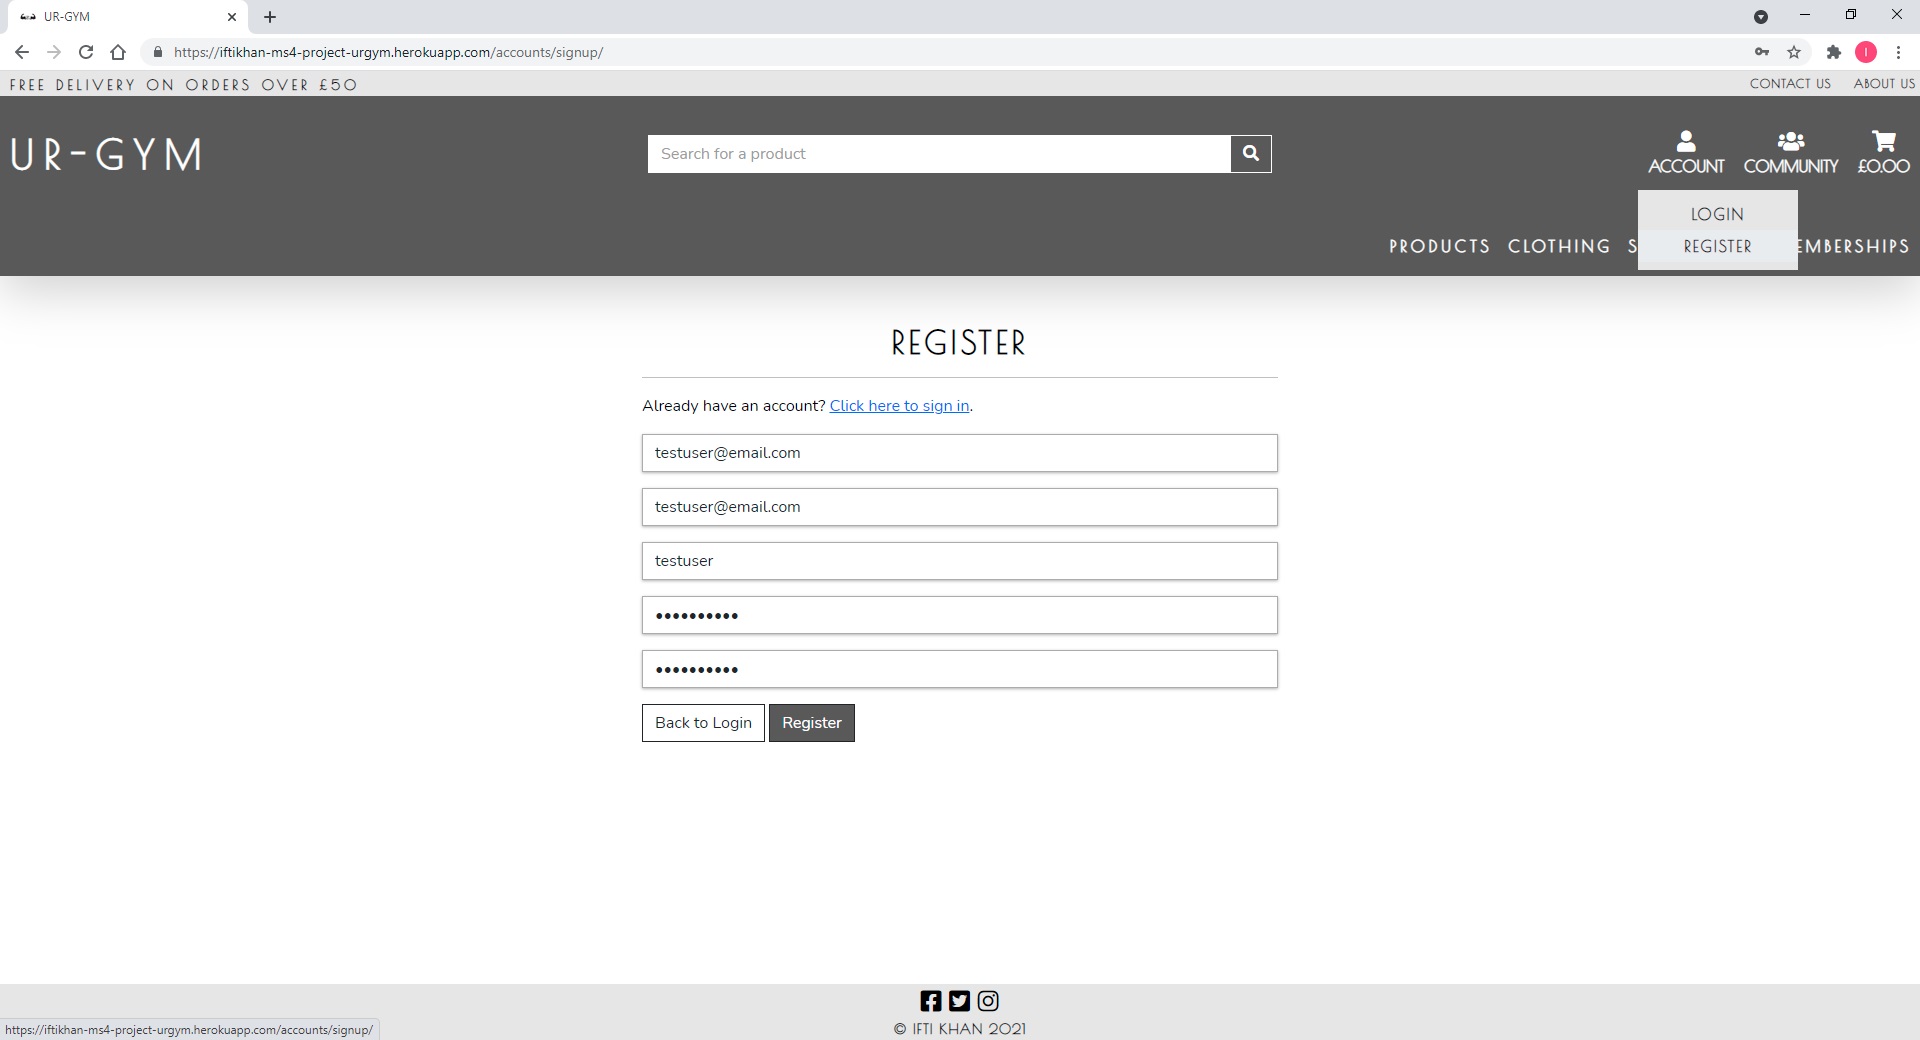 UR-GYM
https://iftikhan-ms4-project-urgym.herokuapp.com/accounts/signup/
I
FREE DELIVERY ON ORDERS OVER £50
CONTACT US ABOUT US
UR-GYM
Search for a product
ACCOUNT COMMUNITY £0.00
LOGIN
PRODUCTS CLOTHING S REGISTER EMBERSHIPS
REGISTER
Already have an account? Click here to sign in.
testuser@email.com
testuser@email.com
testuser
••••••••••
••••••••••
Back to Login Register
© IFTI KHAN 2021
https://iftikhan-ms4-project-urgym.herokuapp.com/accounts/signup/